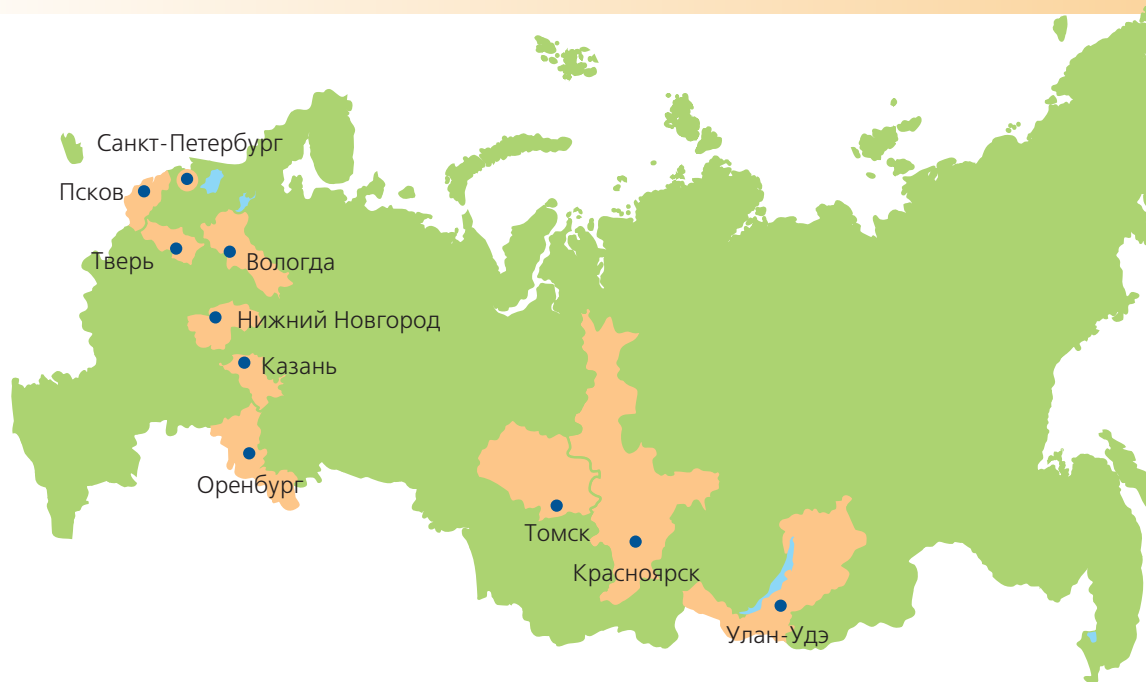 Санкт-Петербург
Псков
Тверь
Вологда
Нижний Новгород
Казань
Оренбург
Томск
Красноярск
Улан-Удэ